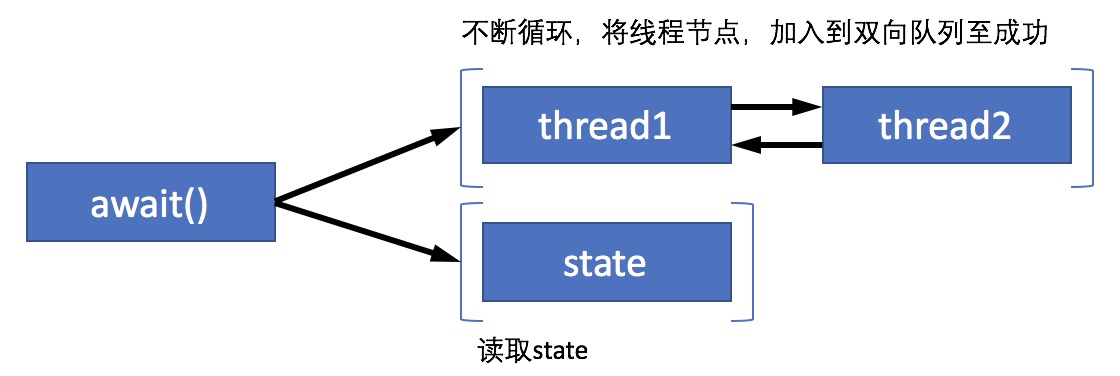 不断循环，将线程节点，加入到双向队列至成功
thread1
thread2
await()
state
读取state